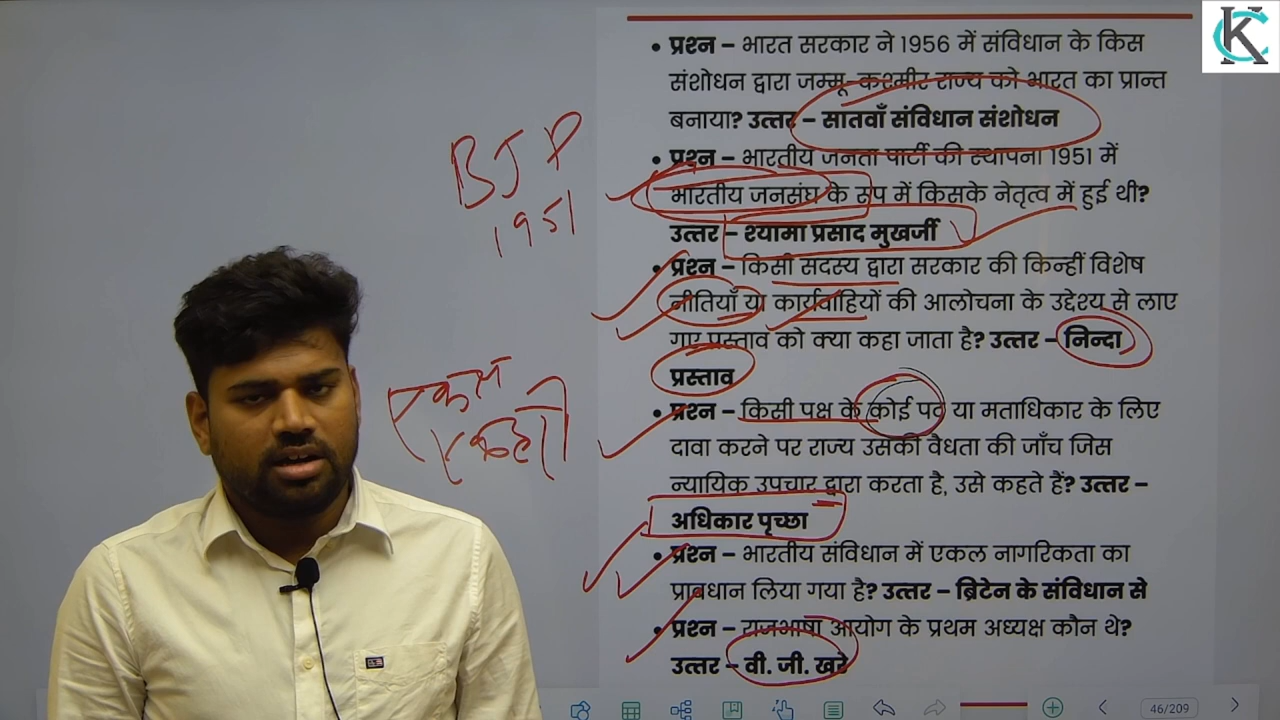 • प्रश्न – भारत सरकार ने 1956 में संविधान के किस
संशोधन द्वारा जम्मू-कश्मीर राज्य को भारत का प्रान्त
बनाया? उत्तर – सातवाँ संविधान संशोधन
• प्रश्न – भारतीय जनता पार्टी की स्थापना 1951 में
भारतीय जनसंघ के रूप में किसके नेतृत्व में हुई थी?
उत्तर – श्यामा प्रसाद मुखर्जी
• प्रश्न – किसी सदस्य द्वारा सरकार की किन्हीं विशेष
नीतियाँ या कार्यवाहियों की आलोचना के उद्देश्य से लाए
गए प्रस्ताव को क्या कहा जाता है? उत्तर – निन्दा
प्रस्ताव
• प्रश्न – किसी पक्ष के कोई पद या मताधिकार के लिए
दावा करने पर राज्य उसकी वैधता की जाँच जिस
न्यायिक उपचार द्वारा करता है, उसे कहते हैं? उत्तर –
अधिकार पृच्छा
• प्रश्न – भारतीय संविधान में एकल नागरिकता का
प्रावधान लिया गया है? उत्तर – ब्रिटेन के संविधान से
• प्रश्न – राजभाषा आयोग के प्रथम अध्यक्ष कौन थे?
उत्तर – वी. जी. खरे
BJP
1951
46/209
KC